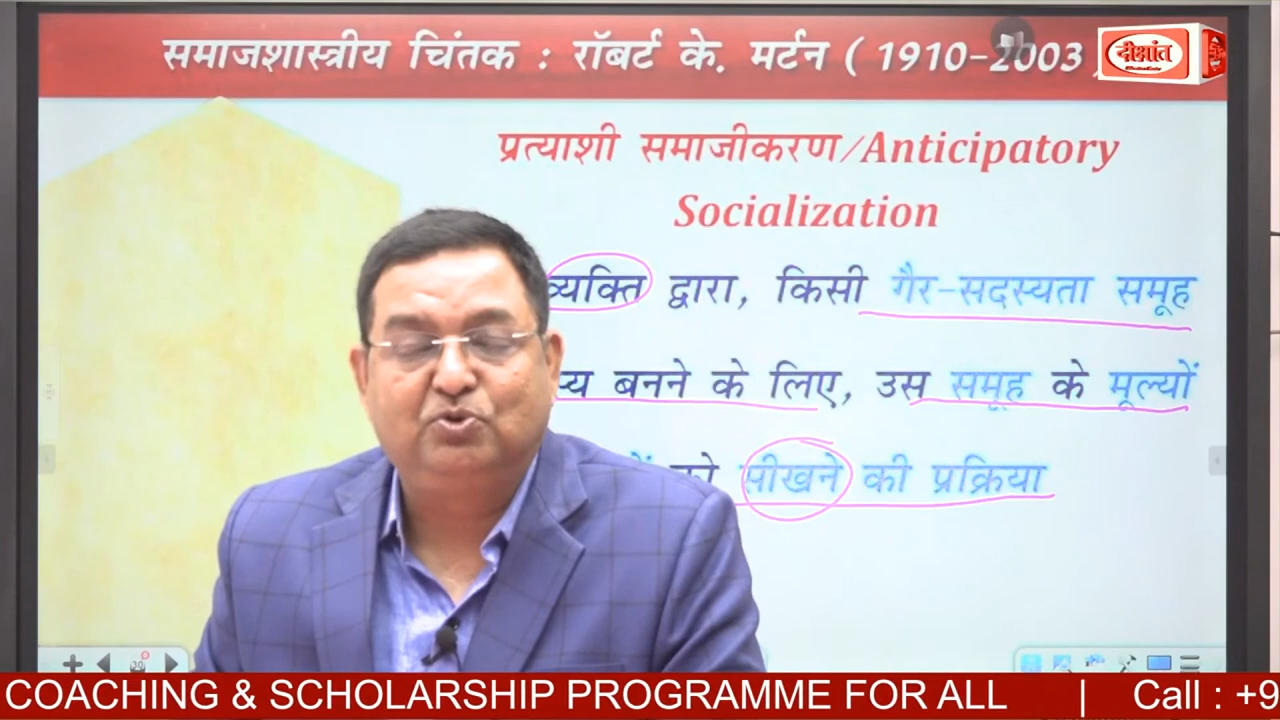 समाजशास्त्रीय चिंतक : रॉबर्ट के. मर्टन ( 1910-2003
दीक्षांत
प्रत्याशी समाजीकरण/Anticipatory
Socialization
व्यक्ति द्वारा, किसी गैर-सदस्यता समूह
बनने के लिए, उस समूह के मूल्यों
को सीखने की प्रक्रिया
30
COACHING & SCHOLARSHIP PROGRAMME FOR ALL | Call : +9